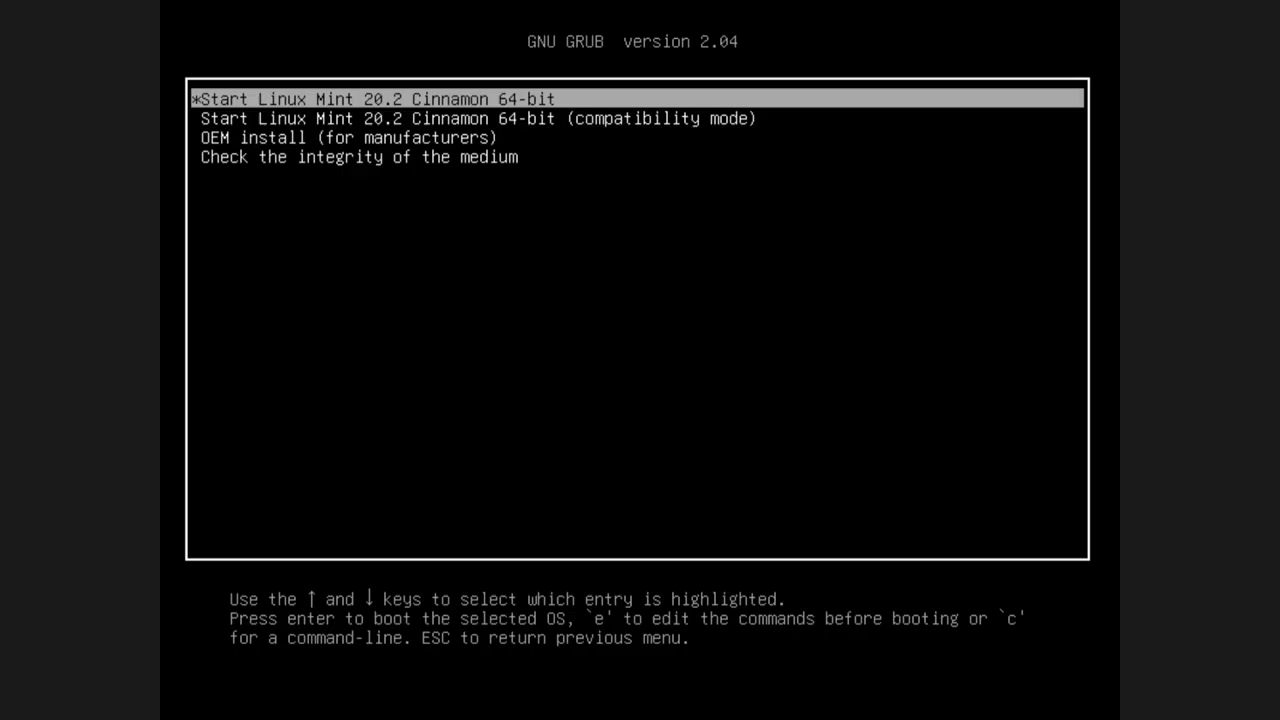 GNU GRUB  version 2.04
*Start Linux Mint 20.2 Cinnamon 64-bit
Start Linux Mint 20.2 Cinnamon 64-bit (compatibility mode)
OEM install (for manufacturers)
Check the integrity of the medium
Use the ↑ and ↓ keys to select which entry is highlighted.
Press enter to boot the selected OS, `e' to edit the commands before booting or `c'
for a command-line. ESC to return previous menu.